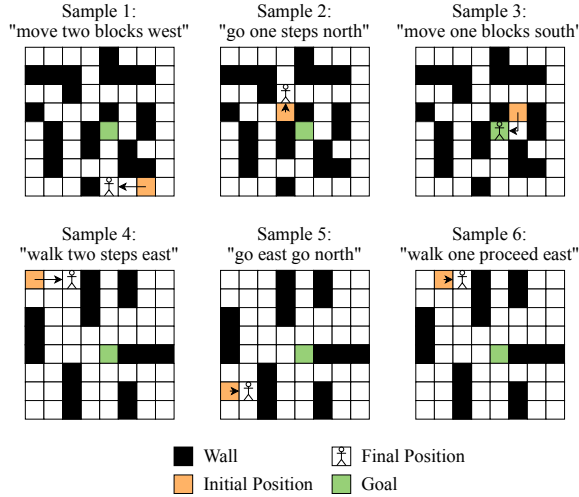 Sample 1:
"move two blocks west"
Sample 2:
"go one steps north"
Sample 3:
"move one blocks south"
Sample 4:
"walk two steps east"
Sample 5:
"go east go north"
Sample 6:
"walk one proceed east"
Wall
Final Position
Initial Position
Goal